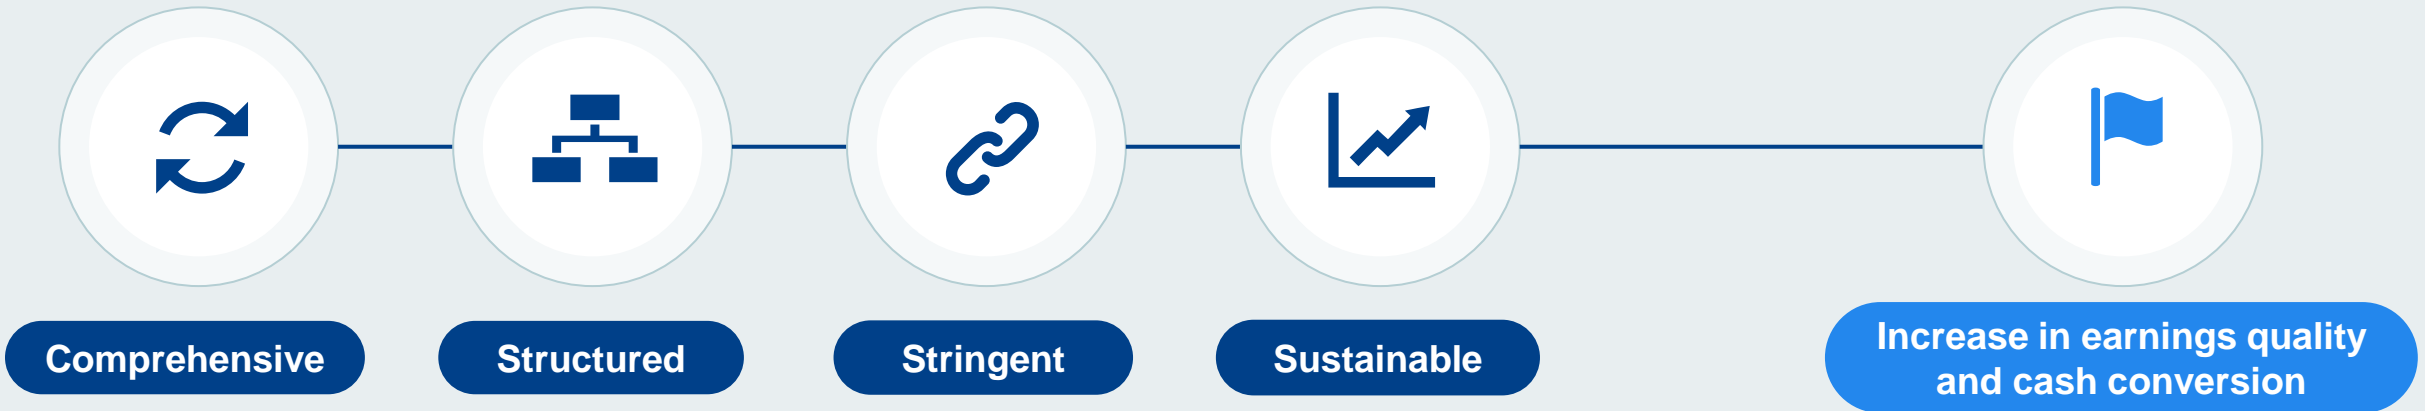 Comprehensive
Structured
Stringent
Sustainable
Increase in earnings quality
and cash conversion